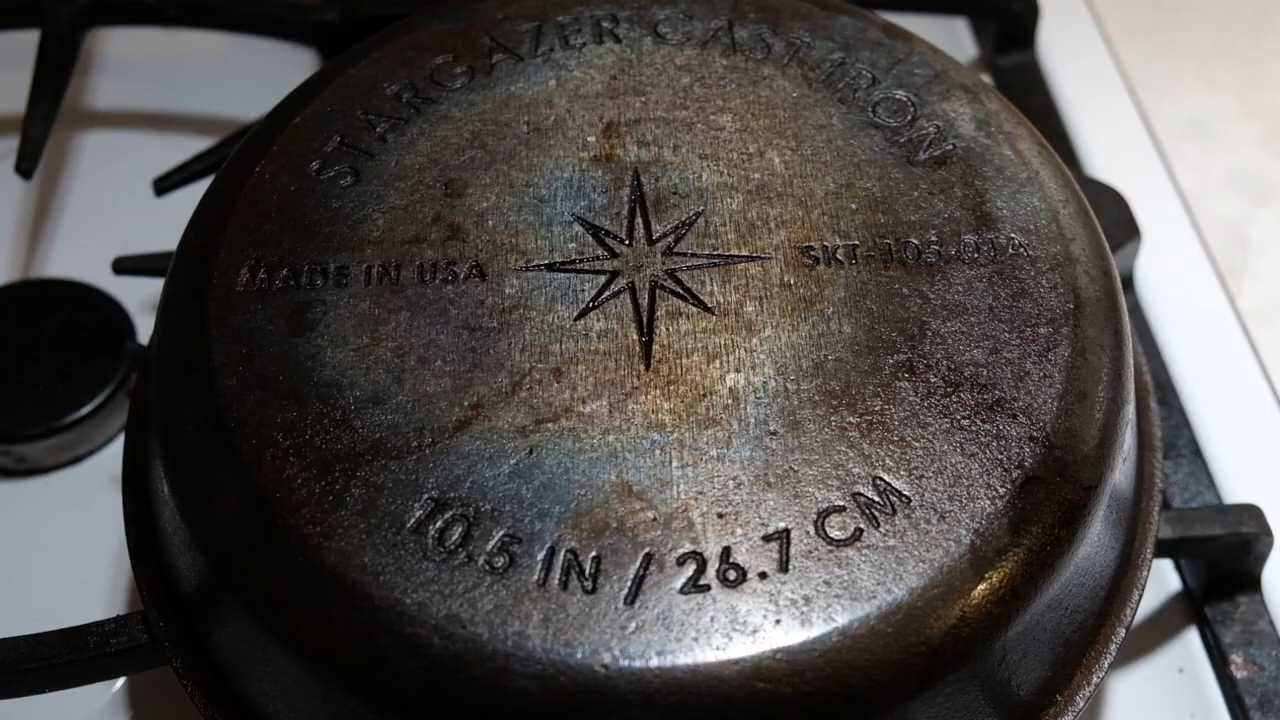 STARGAZER CAST IRON
MADE IN USA
SKT-105-01A
10.5 IN / 26.7 CM